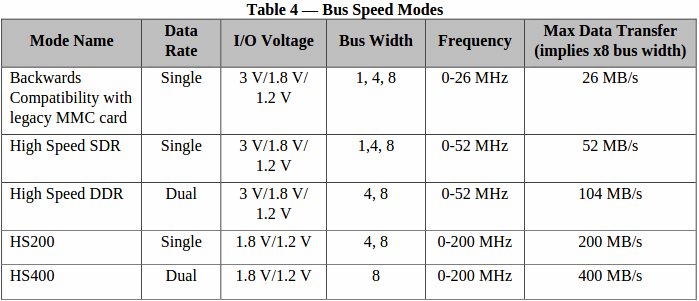 Table 4 — Bus Speed Modes
Mode Name
Data
Rate
I/O Voltage
Bus Width
Frequency
Max Data Transfer
(implies x8 bus width)
Backwards
Compatibility with
legacy MMC card
Single
3 V/1.8 V/
1.2 V
1, 4, 8
0-26 MHz
26 MB/s
High Speed SDR
Single
3 V/1.8 V/
1.2 V
1,4, 8
0-52 MHz
52 MB/s
High Speed DDR
Dual
3 V/1.8 V/
1.2 V
4, 8
0-52 MHz
104 MB/s
HS200
Single
1.8 V/1.2 V
4, 8
0-200 MHz
200 MB/s
HS400
Dual
1.8 V/1.2 V
8
0-200 MHz
400 MB/s